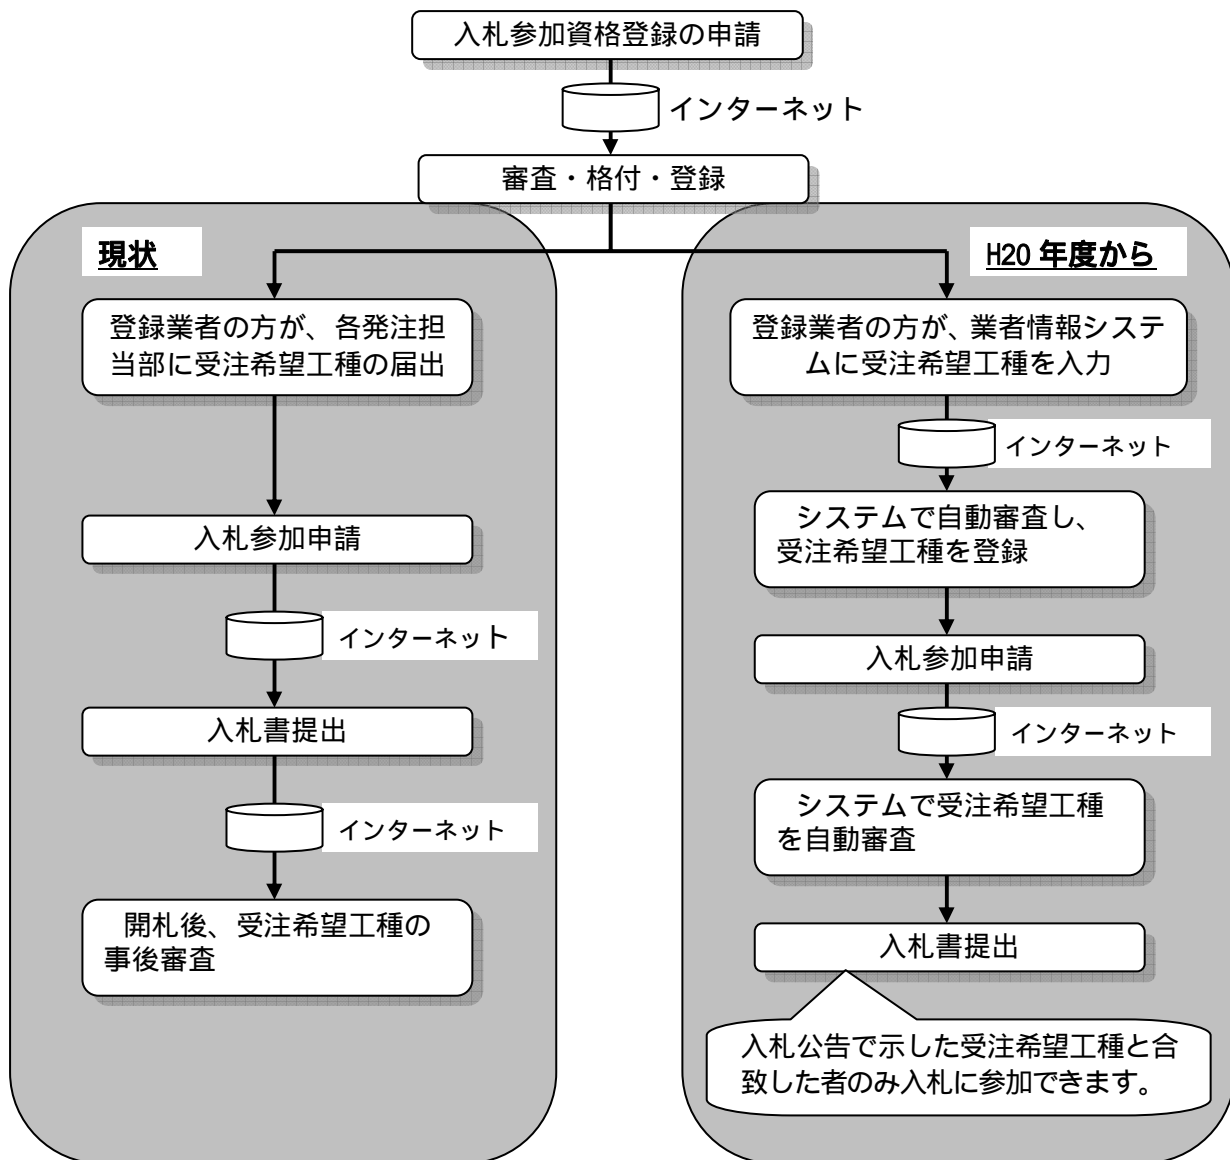 入札参加資格登録の申請
インターネット
審査・格付・登録
現状
登録業者の方が、各発注担
当部に受注希望工種の届出
入札参加申請
インターネット
入札書提出
インターネット
開札後、受注希望工種の
事後審査
H20 年度から
登録業者の方が、業者情報システ
ムに受注希望工種を入力
インターネット
システムで自動審査し、
受注希望工種を登録
入札参加申請
インターネット
システムで受注希望工種
を自動審査
入札書提出
入札公告で示した受注希望工種と合
致した者のみ入札に参加できます。